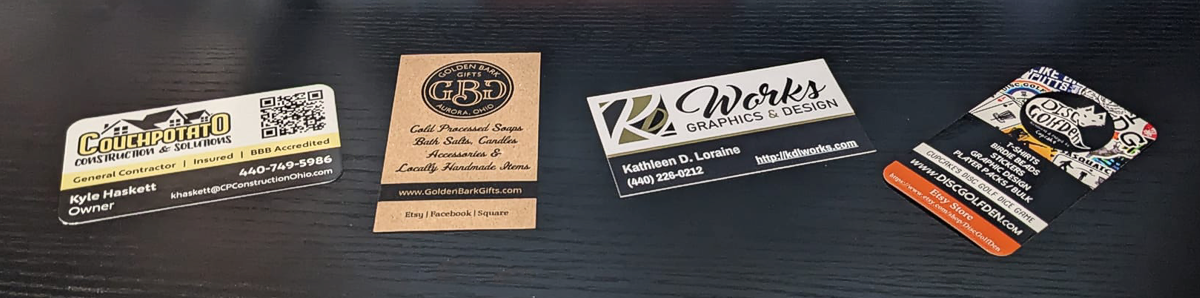 COUCHPOTATO
CONSTRUCTION & SOLUTIONS
General Contractor | Insured | BBB Accredited
440-749-5986
Kyle Haskett
khaskett@CPConstructionOhio.com
Owner
GOLDEN BARK
GIFTS
GBG
AURORA, OHIO
Cold Processed Soaps
Bath Salts, Candles
Accessories &
Locally Handmade Items
www.GoldenBarkGifts.com
Etsy | Facebook | Square
KD Works
GRAPHICS & DESIGN
Kathleen D. Loraine
http://kdlworks.com
(440) 226-0212
DISC
GOLF DEN
T-SHIRTS
BIRDIE BEADS
STICKERS
GRAPHIC DESIGN
PLAYER PACKS / BULK
CUPCAKE'S DISC GOLF DICE GAME
WWW.DISCGOLFDEN.COM
Etsy Store
https://www.etsy.com/shop/DiscGolfDen